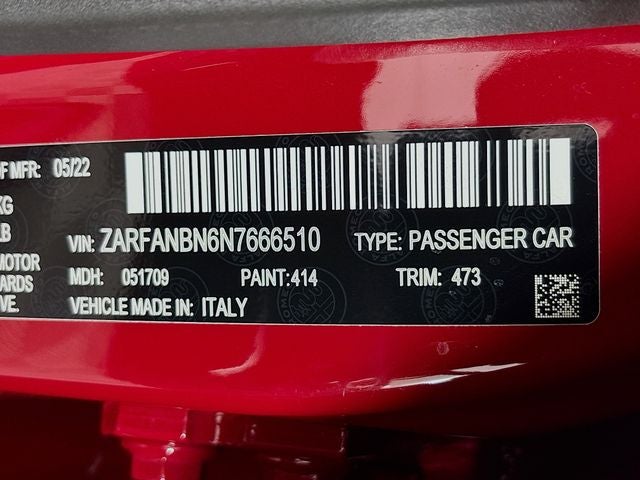 OF MFR: 05/22
KG
LB
VIN: ZARFANBN6N7666510 TYPE: PASSENGER CAR
MOTOR
MDH: 051709 PAINT: 414 TRIM: 473
ARDS
VE. VEHICLE MADE IN: ITALY